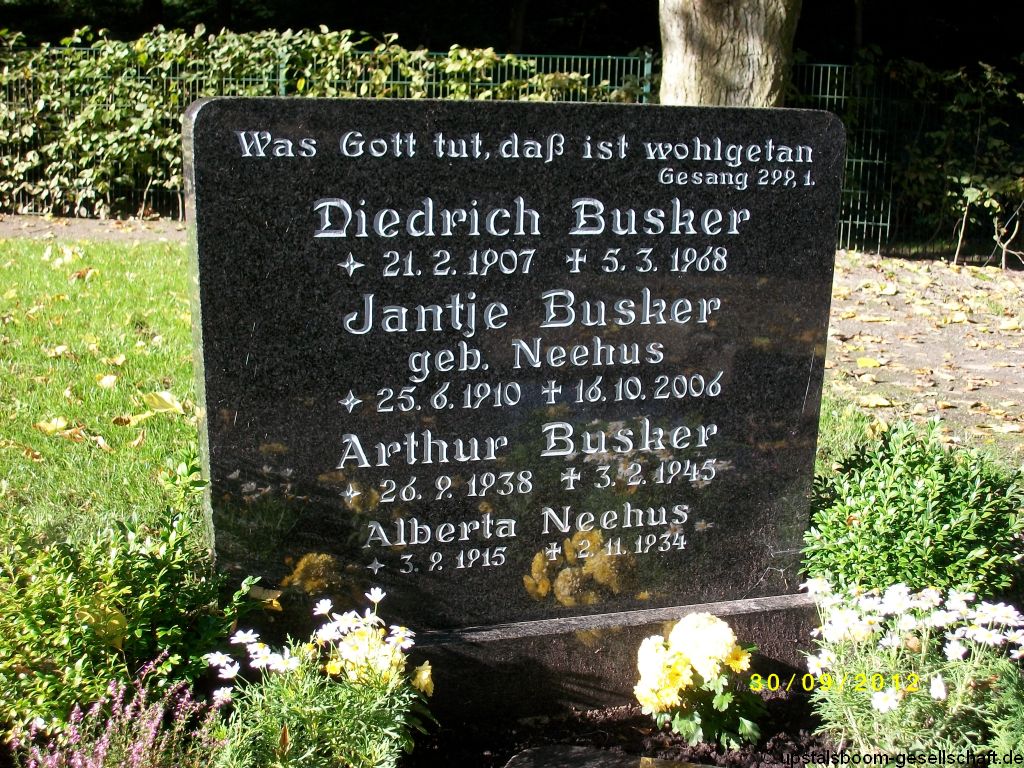 Was Gott tut, daß ist wohlgetan
Gesang 299, 1.
Diedrich Busker
21. 2. 1907 ✝ 5. 3. 1968
Jantje Busker
geb. Neehus
25. 6. 1910 ✝ 16. 10. 2006
Arthur Busker
26. 9. 1938 ✝ 3. 2. 1945
Alberta Neehus
3. 9. 1915 ✝ 2. 11. 1934
30/09/2012
upstalsboom-gesellschaft.de